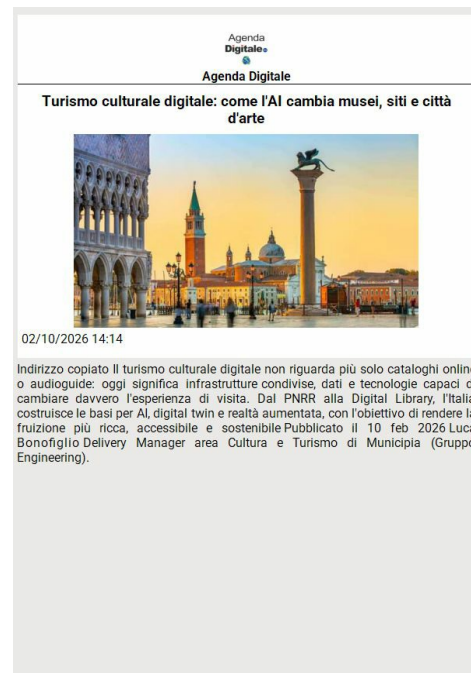 Agenda
Digitale
Agenda Digitale
Turismo culturale digitale: come l'AI cambia musei, siti e città
d'arte
02/10/2026 14:14
Indirizzo copiato Il turismo culturale digitale non riguarda più solo cataloghi online
o audioguide: oggi significa infrastrutture condivise, dati e tecnologie capaci d
cambiare davvero l'esperienza di visita. Dal PNRR alla Digital Library, l'Italia
costruisce le basi per AI, digital twin e realtà aumentata, con l'obiettivo di rendere la
fruizione più ricca, accessibile e sostenibile Pubblicato il 10 feb 2026 Luca
Bonofiglio Delivery Manager area Cultura e Turismo di Municipia (Gruppo
Engineering).